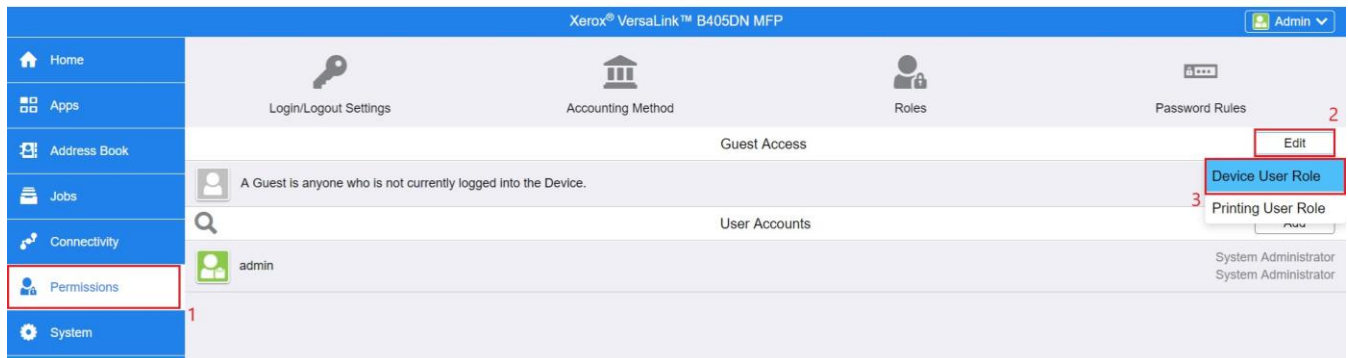 Xerox® VersaLink™ B405DN MFP
Admin
Home
Apps
Address Book
Jobs
Connectivity
Permissions
1
System
Login/Logout Settings
Accounting Method
Roles
Password Rules
2
Guest Access
Edit
A Guest is anyone who is not currently logged into the Device.
Device User Role
3
Printing User Role
User Accounts
Add
admin
System Administrator
System Administrator